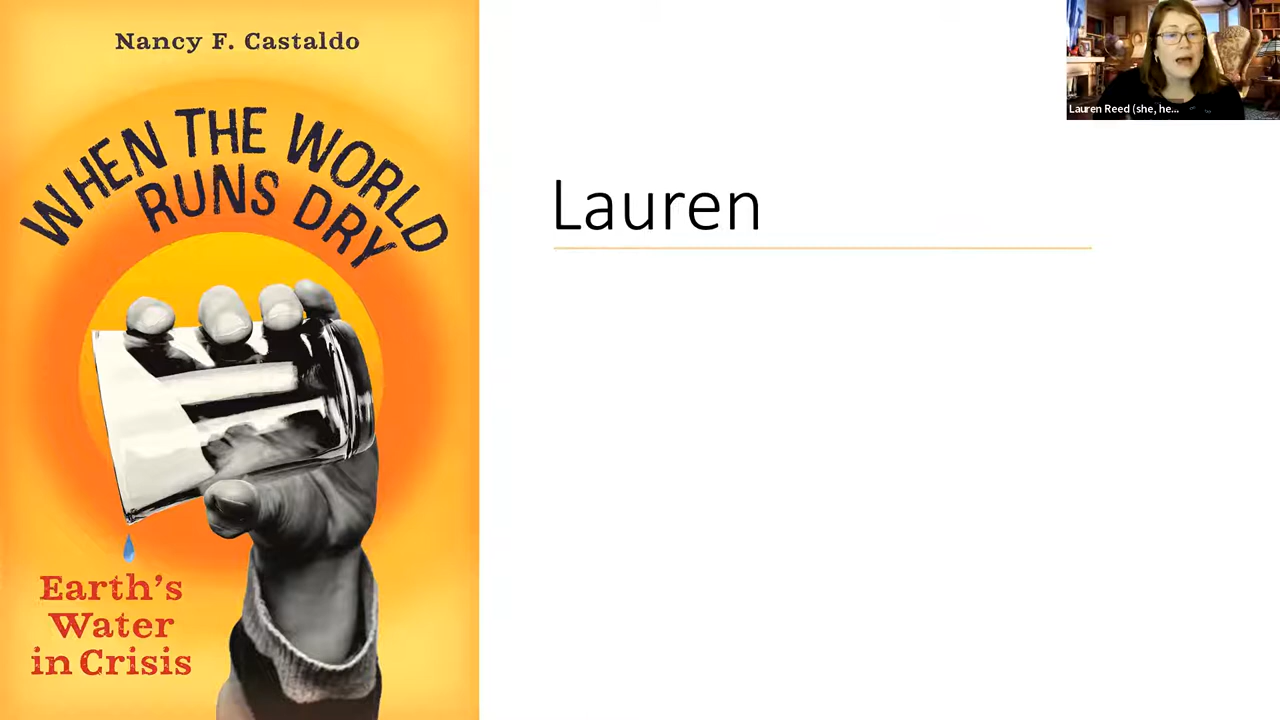 Nancy F. Castaldo
WHEN THE WORLD
RUNS DRY
Earth's
Water
in Crisis
Lauren
Lauren Reed (she, he...